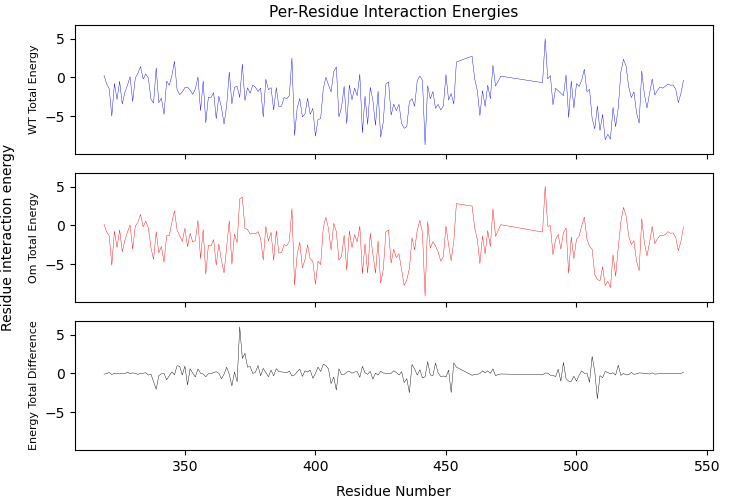 Per-Residue Interaction Energies
Residue interaction energy
WT Total Energy
5
0
−5
Om Total Energy
5
0
−5
Energy Total Difference
5
0
−5
350
400
450
500
550
Residue Number